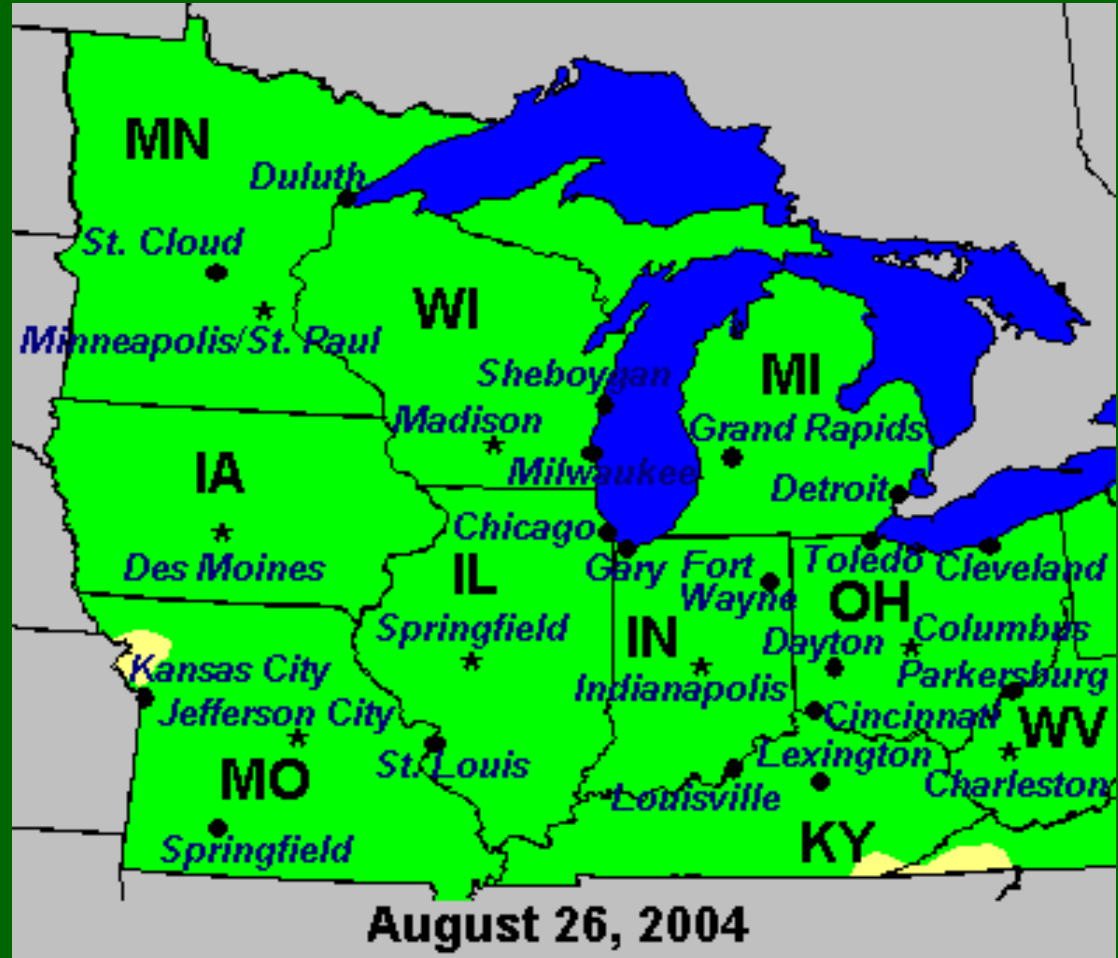 MN
Duluth
St. Cloud
WI
Minneapolis/St. Paul
Sheboygan
MI
Madison
Grand Rapids
IA
Milwaukee
Detroit
Chicago
Des Moines
IL
Gary
Fort
Wayne
Toledo
Cleveland
OH
Springfield
IN
Dayton
Columbus
Kansas City
Indianapolis
Parkersburg
Jefferson City
Cincinnati
WV
St. Louis
Lexington
MO
Louisville
Charleston
Springfield
KY
August 26, 2004